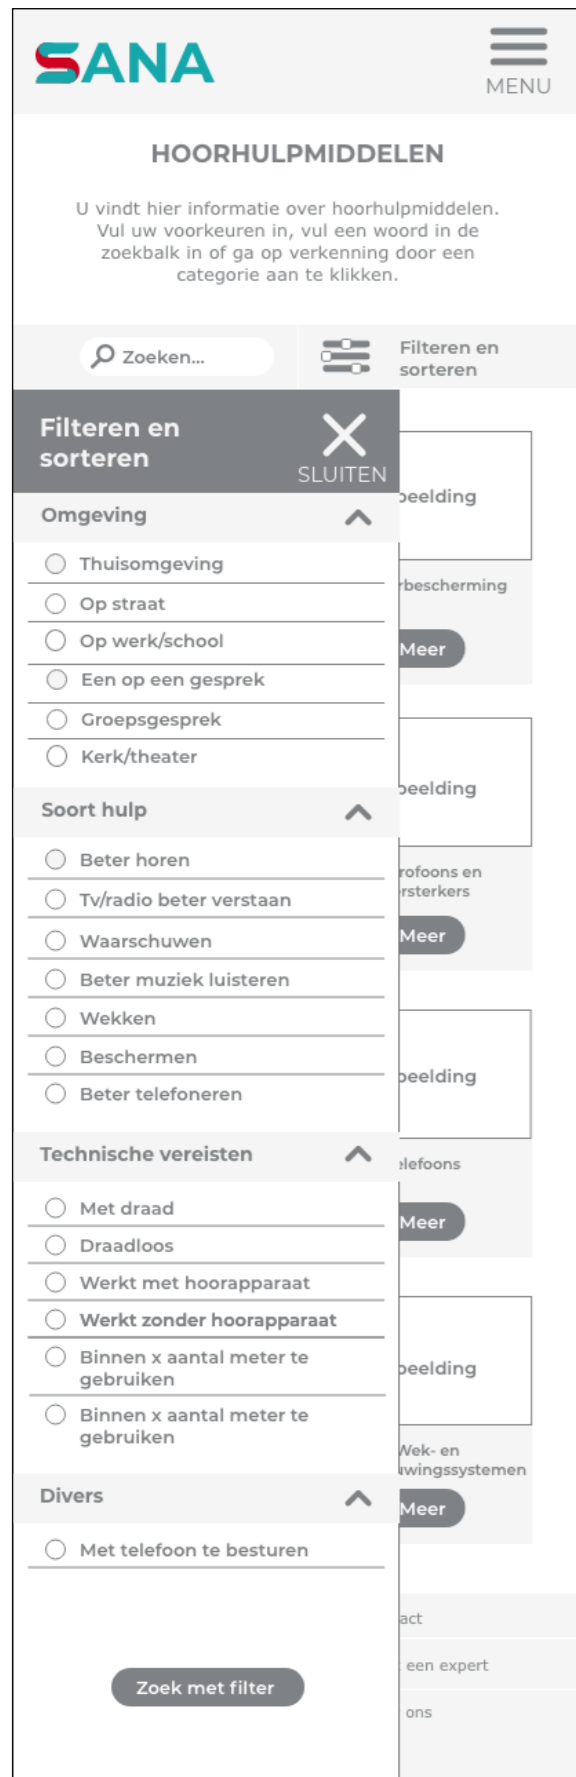 SANA
MENU
HOORHULPMIDDELEN
U vindt hier informatie over hoorhulpmiddelen.
Vul uw voorkeuren in, vul een woord in de
zoekbalk in of ga op verkenning door een
categorie aan te klikken.
Zoeken...
Filteren en
sorteren
Filteren en
sorteren
SLUITEN
Omgeving
Thuisomgeving
Op straat
Op werk/school
Een op een gesprek
Groepsgesprek
Kerk/theater
Soort hulp
Beter horen
Tv/radio beter verstaan
Waarschuwen
Beter muziek luisteren
Wekken
Beschermen
Beter telefoneren
Technische vereisten
Met draad
Draadloos
Werkt met hoorapparaat
Werkt zonder hoorapparaat
Binnen x aantal meter te
gebruiken
Binnen x aantal meter te
gebruiken
Divers
Met telefoon te besturen
Zoek met filter
beelding
rbescherming
Meer
beelding
rofoons en
rsterkers
Meer
beelding
elefoons
Meer
beelding
Wek- en
uwingssystemen
Meer
act
een expert
ons